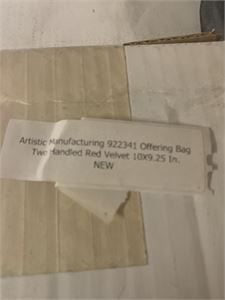 Artistic Manufacturing 922341 Offering Bag
Two Handled Red Velvet 10X9.25 In.
NEW